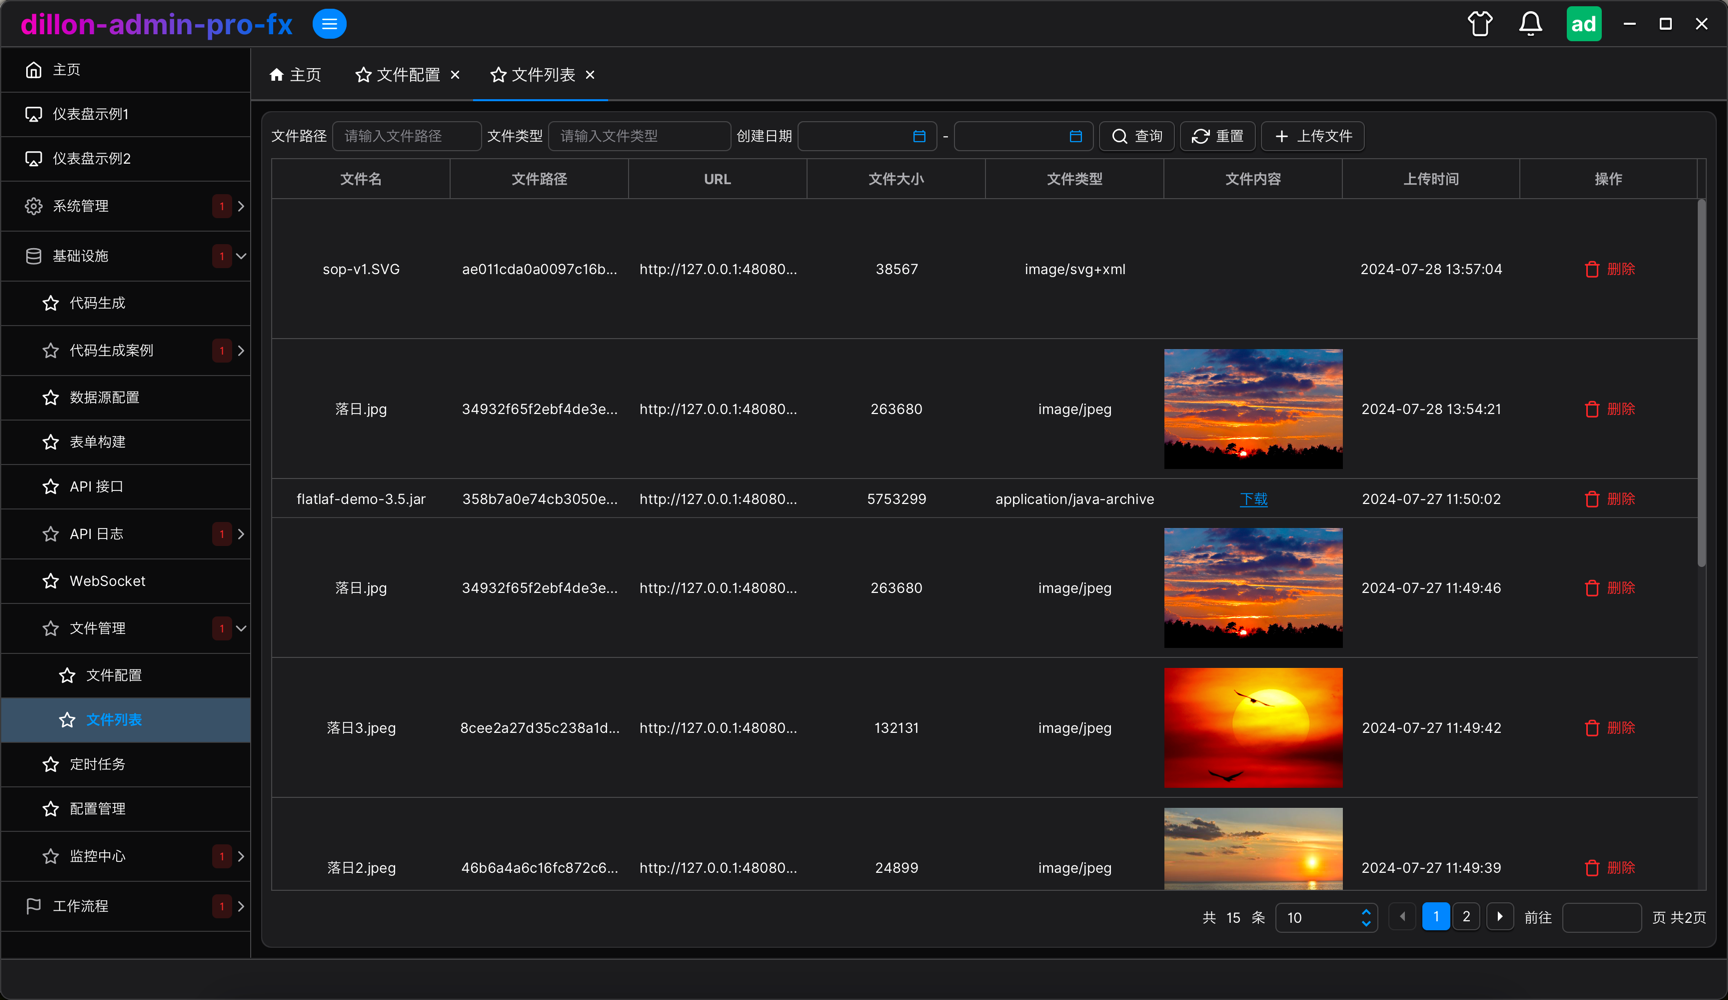 dillon-admin-pro-fx
ad
主页
仪表盘示例1
仪表盘示例2
系统管理 1
基础设施 1
代码生成
代码生成案例 1
数据源配置
表单构建
API 接口
API 日志 1
WebSocket
文件管理 1
文件配置
文件列表
定时任务
配置管理
监控中心 1
工作流程 1
主页 文件配置 文件列表
文件路径 请输入文件路径 文件类型 请输入文件类型 创建日期 - 查询 重置 上传文件
文件名 文件路径 URL 文件大小 文件类型 文件内容 上传时间 操作
sop-v1.SVG ae011cda0a0097c16b... http://127.0.0.1:48080... 38567 image/svg+xml 2024-07-28 13:57:04 删除
落日.jpg 34932f65f2ebf4de3e... http://127.0.0.1:48080... 263680 image/jpeg 2024-07-28 13:54:21 删除
flatlaf-demo-3.5.jar 358b7a0e74cb3050e... http://127.0.0.1:48080... 5753299 application/java-archive 下载 2024-07-27 11:50:02 删除
落日.jpg 34932f65f2ebf4de3e... http://127.0.0.1:48080... 263680 image/jpeg 2024-07-27 11:49:46 删除
落日3.jpeg 8cee2a27d35c238a1d... http://127.0.0.1:48080... 132131 image/jpeg 2024-07-27 11:49:42 删除
落日2.jpeg 46b6a4a6c16fc872c6... http://127.0.0.1:48080... 24899 image/jpeg 2024-07-27 11:49:39 删除
共 15 条 10 1 2 前往 页 共2页